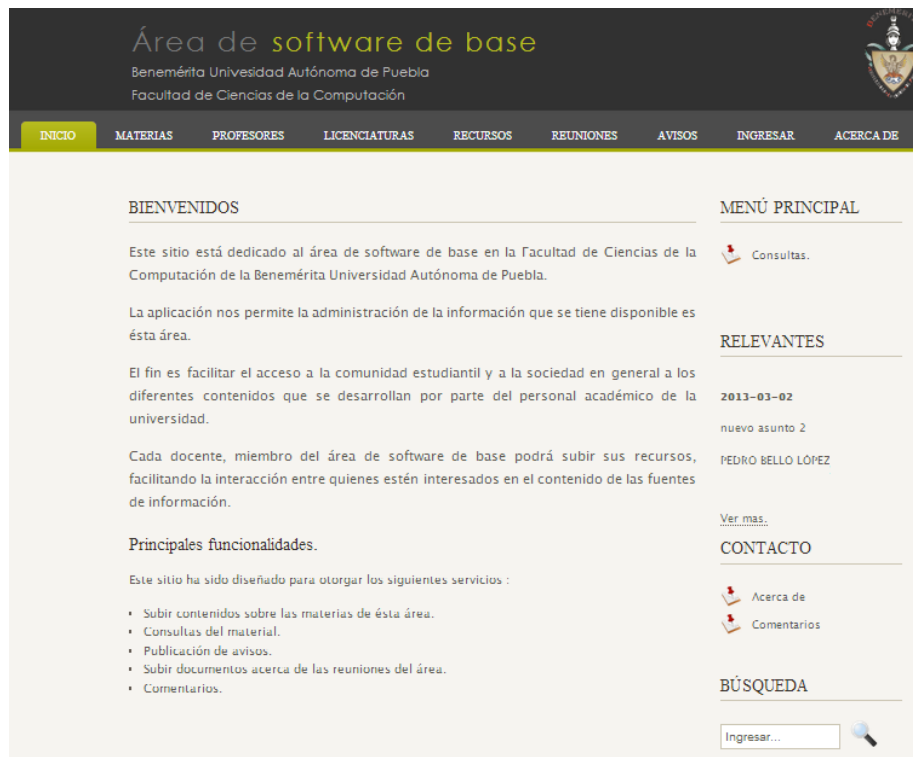 Área de software de base
Benemérita Univesidad Autónoma de Puebla
Facultad de Ciencias de la Computación
INICIO MATERIAS PROFESORES LICENCIATURAS RECURSOS REUNIONES AVISOS INGRESAR ACERCA DE
BIENVENIDOS
Este sitio está dedicado al área de software de base en la Facultad de Ciencias de la
Computación de la Benemérita Universidad Autónoma de Puebla.
La aplicación nos permite la administración de la información que se tiene disponible es
ésta área.
El fin es facilitar el acceso a la comunidad estudiantil y a la sociedad en general a los
diferentes contenidos que se desarrollan por parte del personal académico de la
universidad.
Cada docente, miembro del área de software de base podrá subir sus recursos,
facilitando la interacción entre quienes estén interesados en el contenido de las fuentes
de información.
Principales funcionalidades.
Este sitio ha sido diseñado para otorgar los siguientes servicios :
Subir contenidos sobre las materias de ésta área.
Consultas del material.
Publicación de avisos.
Subir documentos acerca de las reuniones del área.
Comentarios.
MENÚ PRINCIPAL
Consultas.
RELEVANTES
2013-03-02
nuevo asunto 2
PEDRO BELLO LÓPEZ
Ver mas.
CONTACTO
Acerca de
Comentarios
BÚSQUEDA
Ingresar...